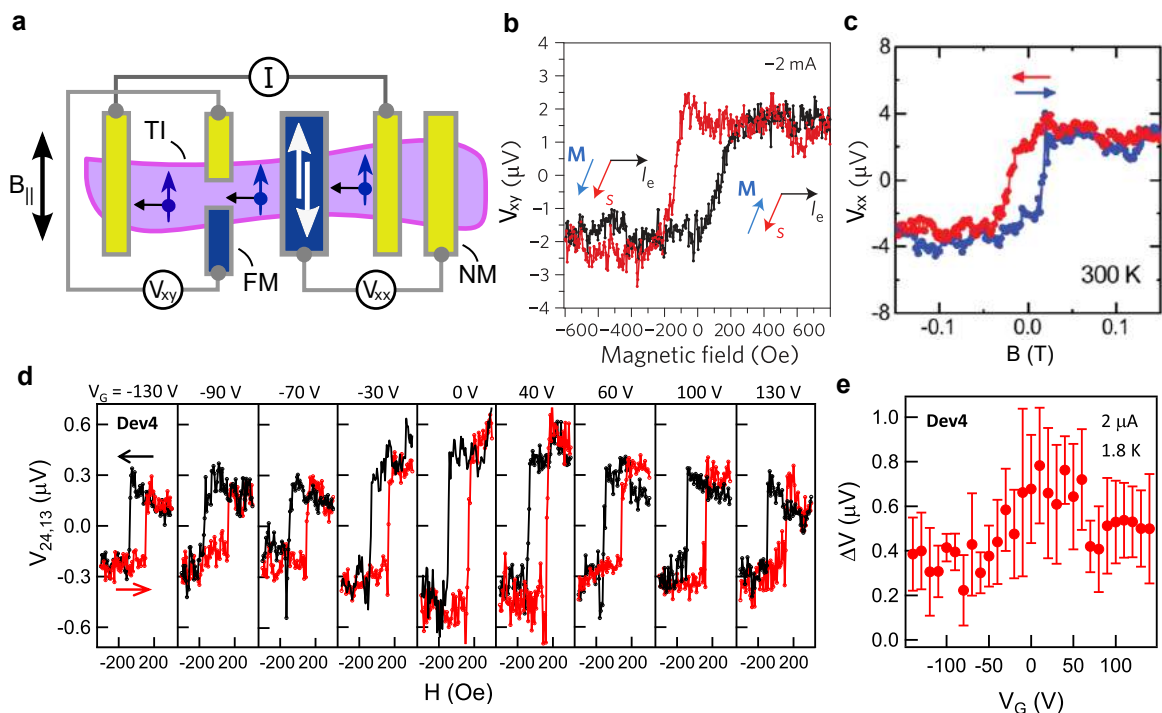 a
I
TI
B||
FM
NM
Vxy
Vxx
b
−2 mA
4
3
2
1
0
−1
−2
−3
−4
Vxy (μV)
M
s
Ie
M
s
Ie
−600 −400 −200 0 200 400 600
Magnetic field (Oe)
c
8
4
0
-4
-8
Vxx (μV)
300 K
-0.1 0.0 0.1
B (T)
d
VG = -130 V -90 V -70 V -30 V 0 V 40 V 60 V 100 V 130 V
Dev4
0.6
0.3
0.0
-0.3
-0.6
V24,13 (μV)
-200 200 -200 200 -200 200 -200 200 -200 200 -200 200 -200 200 -200 200 -200 200
H (Oe)
e
Dev4
2 μA
1.8 K
1.0
0.8
0.6
0.4
0.2
0.0
ΔV (μV)
-100 -50 0 50 100
VG (V)